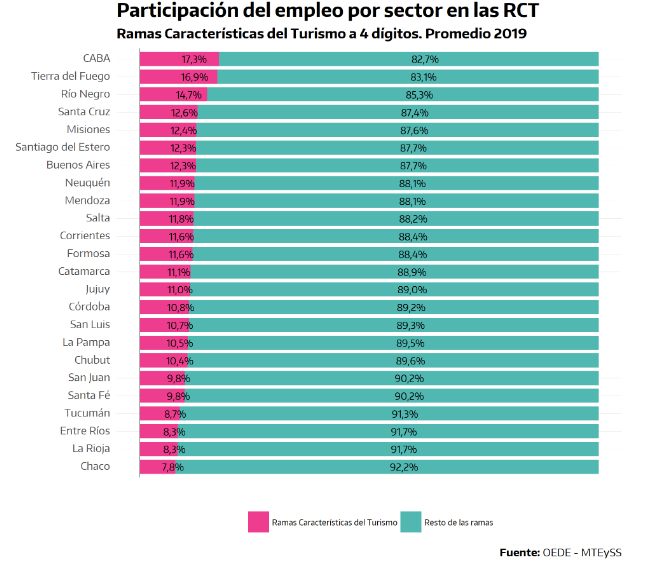 Participación del empleo por sector en las RCT
Ramas Características del Turismo a 4 dígitos. Promedio 2019
CABA 17,3% 82,7%
Tierra del Fuego 16,9% 83,1%
Río Negro 14,7% 85,3%
Santa Cruz 12,6% 87,4%
Misiones 12,4% 87,6%
Santiago del Estero 12,3% 87,7%
Buenos Aires 12,3% 87,7%
Neuquén 11,9% 88,1%
Mendoza 11,9% 88,1%
Salta 11,8% 88,2%
Corrientes 11,6% 88,4%
Formosa 11,6% 88,4%
Catamarca 11,1% 88,9%
Jujuy 11,0% 89,0%
Córdoba 10,8% 89,2%
San Luis 10,7% 89,3%
La Pampa 10,5% 89,5%
Chubut 10,4% 89,6%
San Juan 9,8% 90,2%
Santa Fé 9,8% 90,2%
Tucumán 8,7% 91,3%
Entre Ríos 8,3% 91,7%
La Rioja 8,3% 91,7%
Chaco 7,8% 92,2%
Ramas Características del Turismo Resto de las ramas
Fuente: OEDE - MTEySS